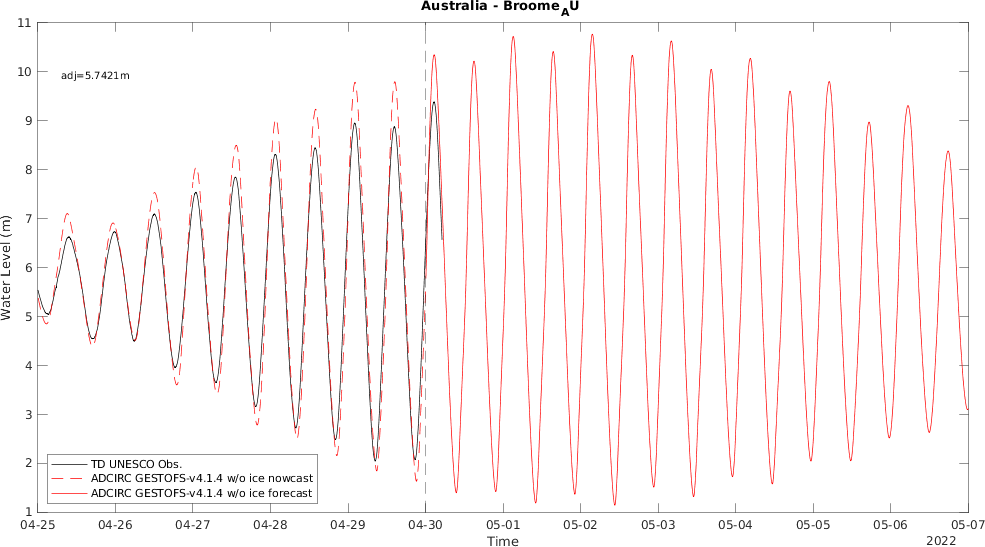 Australia - Broome_AU
adj=5.7421m
Water Level (m)
11
10
9
8
7
6
5
4
3
2
1
TD UNESCO Obs.
ADCIRC GESTOFS-v4.1.4 w/o ice nowcast
ADCIRC GESTOFS-v4.1.4 w/o ice forecast
04-25 04-26 04-27 04-28 04-29 04-30 05-01 05-02 05-03 05-04 05-05 05-06 05-07
Time
2022